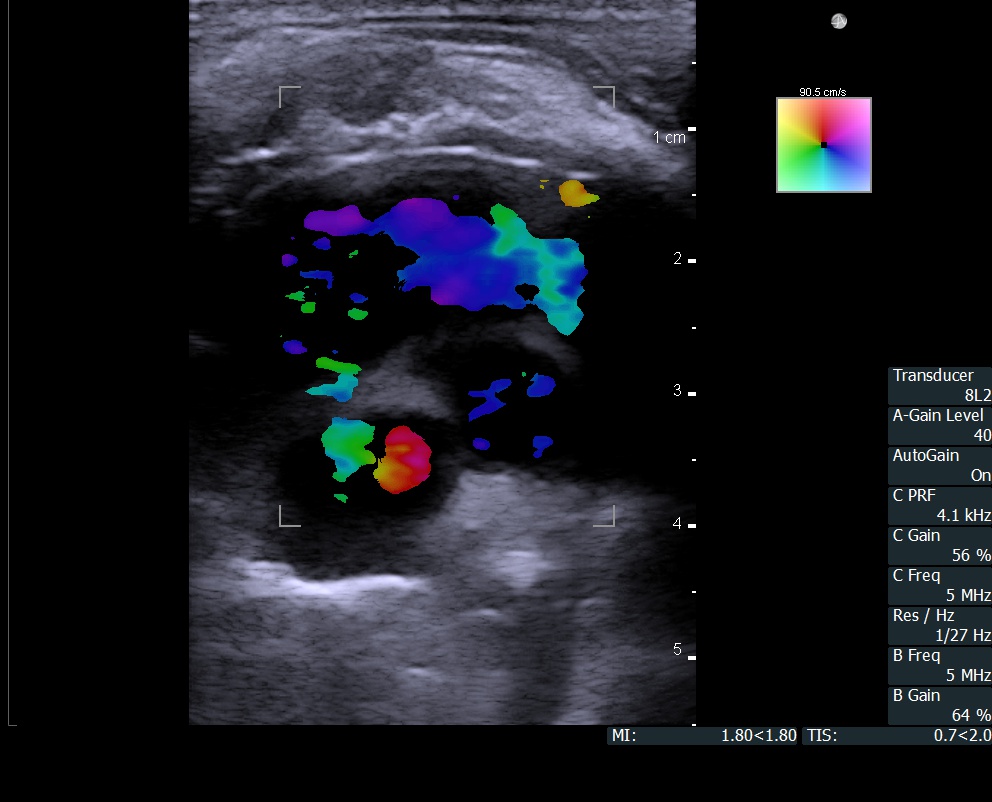 90.5 cm/s
1 cm
2
3
4
5
Transducer
8L2
A-Gain Level
40
AutoGain
On
C PRF
4.1 kHz
C Gain
56 %
C Freq
5 MHz
Res / Hz
1/27 Hz
B Freq
5 MHz
B Gain
64 %
MI: 1.80<1.80 TIS: 0.7<2.0